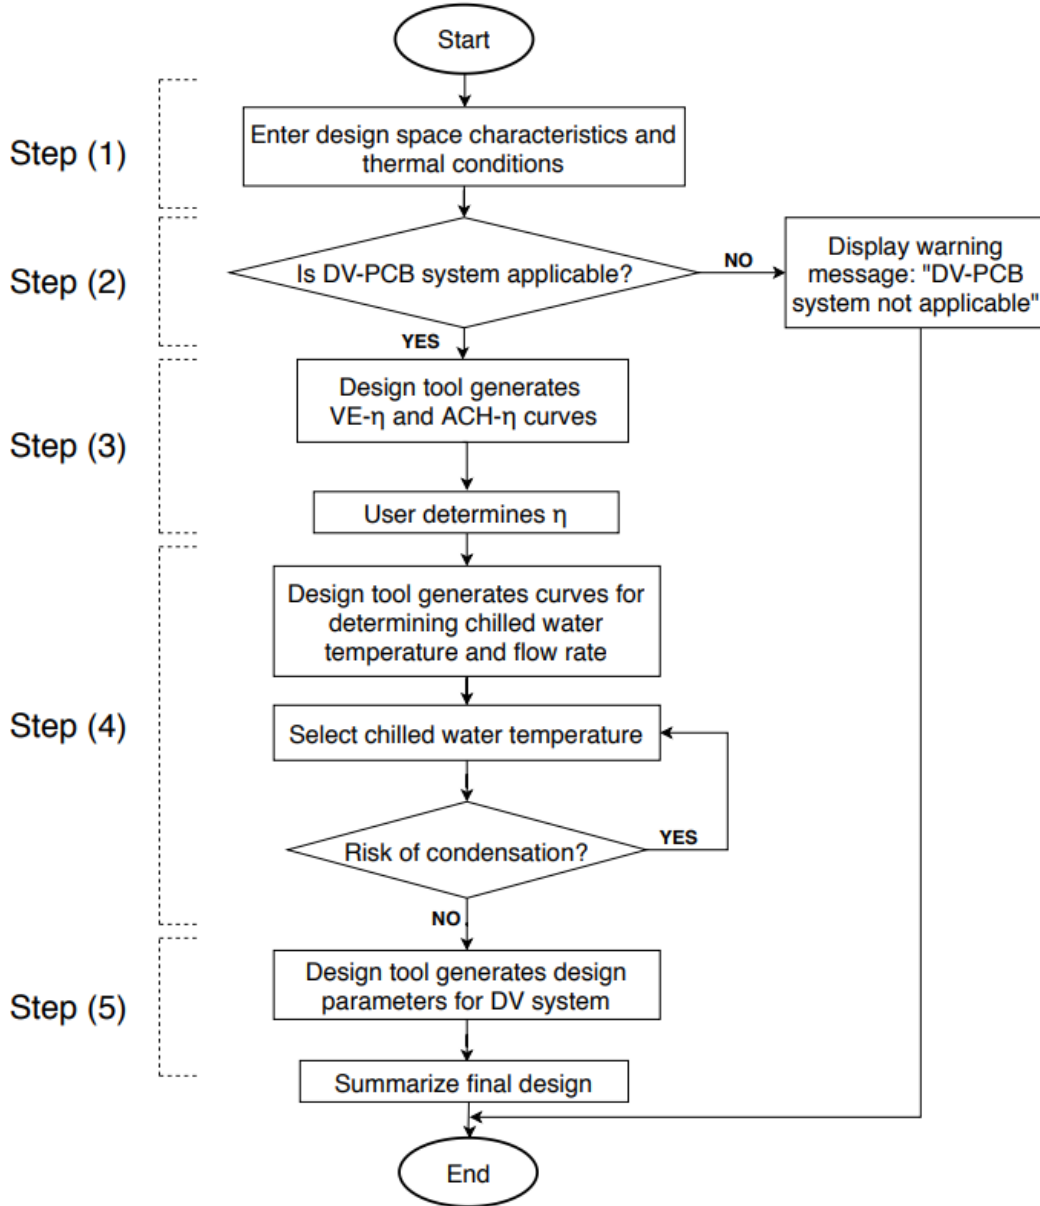 Start
Step (1)
Enter design space characteristics and
thermal conditions
Step (2)
Is DV-PCB system applicable?
NO
Display warning
message: "DV-PCB
system not applicable"
YES
Step (3)
Design tool generates
VE-η and ACH-η curves
User determines η
Step (4)
Design tool generates curves for
determining chilled water
temperature and flow rate
Select chilled water temperature
Risk of condensation?
YES
NO
Step (5)
Design tool generates design
parameters for DV system
Summarize final design
End